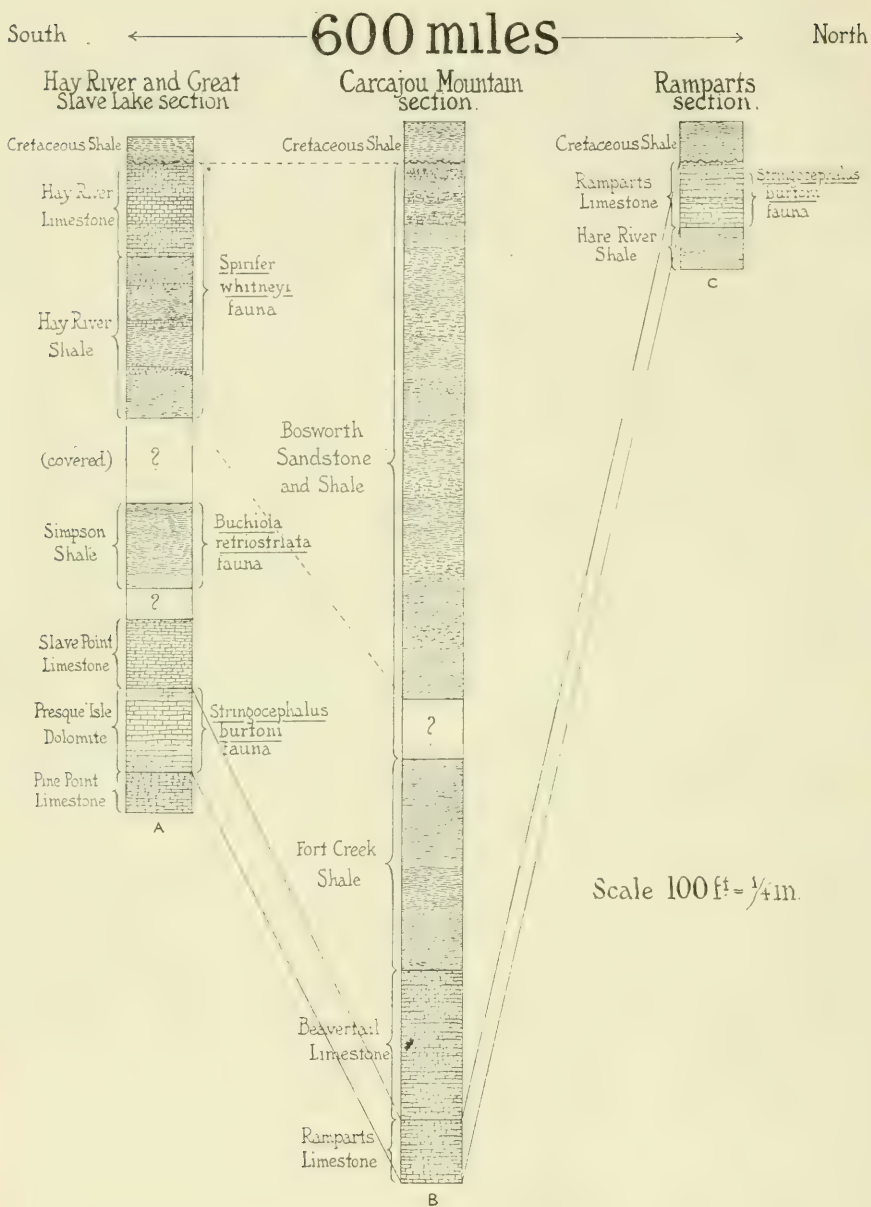 600 miles
South
North
Hay River and Great
Slave Lake section
Carcajou Mountain
section.
Ramparts
section.
Cretaceous Shale
Cretaceous Shale
Cretaceous Shale
Hay River
Limestone
Ramparts
Limestone
Stringocephalus
burtoni
fauna
Hare River
Shale
C
Spirifer
whitneyi
fauna
Hay River
Shale
(covered)
?
Bosworth
Sandstone
and Shale
Simpson
Shale
Buchiola
retriostriata
fauna
?
Slave Point
Limestone
Presque Isle
Dolomite
Stringocephalus
burtoni
fauna
?
Pine Point
Limestone
A
Fort Creek
Shale
Scale 100 ft = 1/4 in.
Beavertail
Limestone
Ramparts
Limestone
B